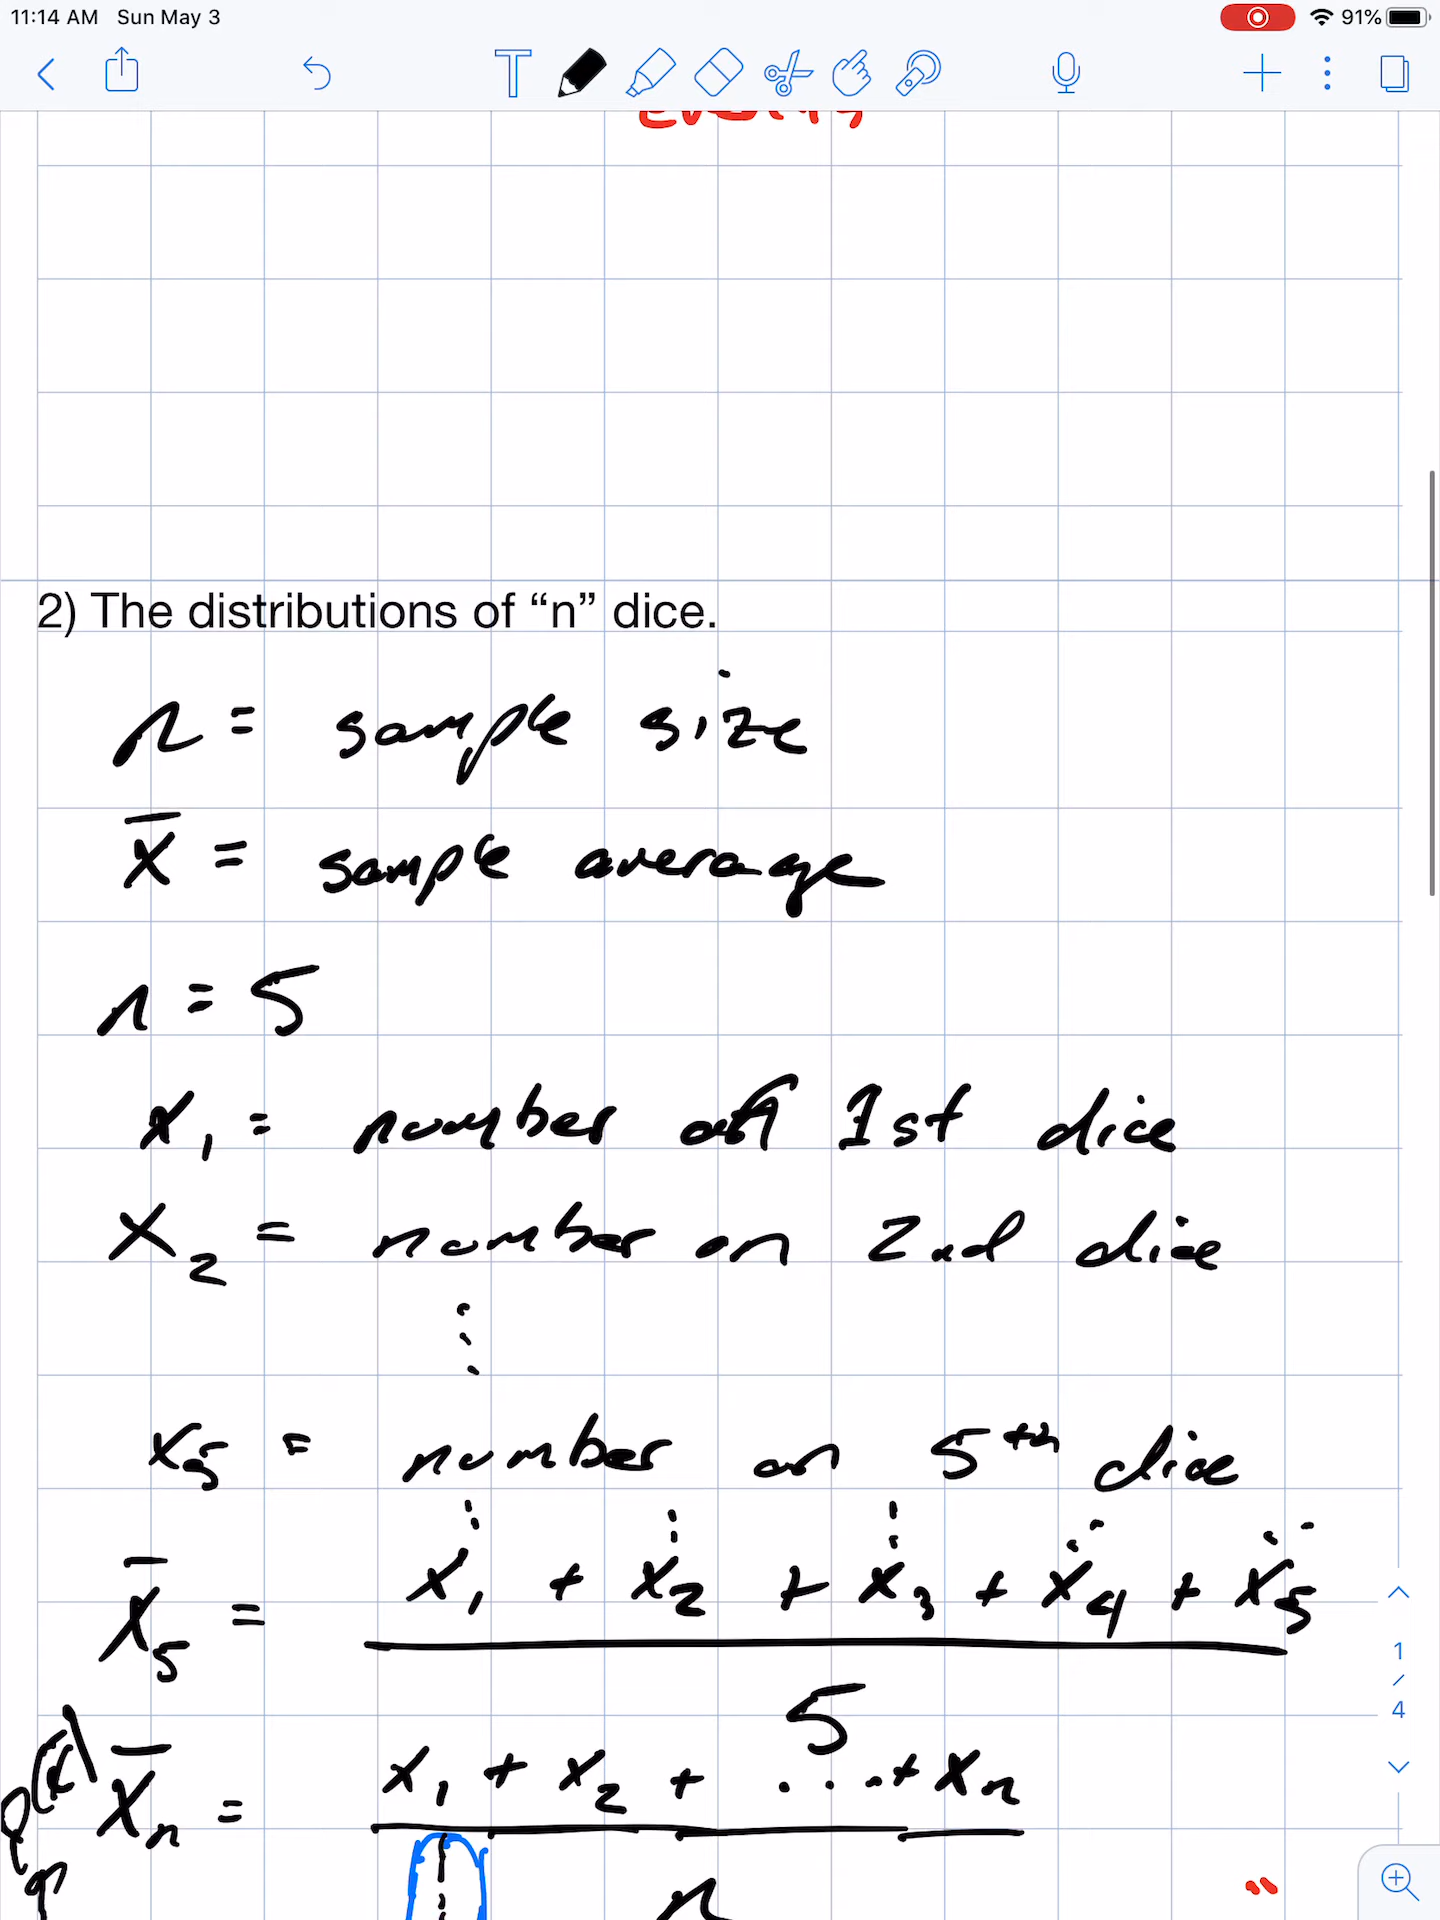 11:14 AM Sun May 3
91%
2) The distributions of “n” dice.
n = sample size
x̄ = sample average
n = 5
x₁ = number on 1st dice
x₂ = number on 2nd dice
⋮
x₅ = number on 5th dice
x̄₅ = x₁ + x₂ + x₃ + x₄ + x₅
5
x̄ₙ = x₁ + x₂ + ... + xₙ
n
1
/
4